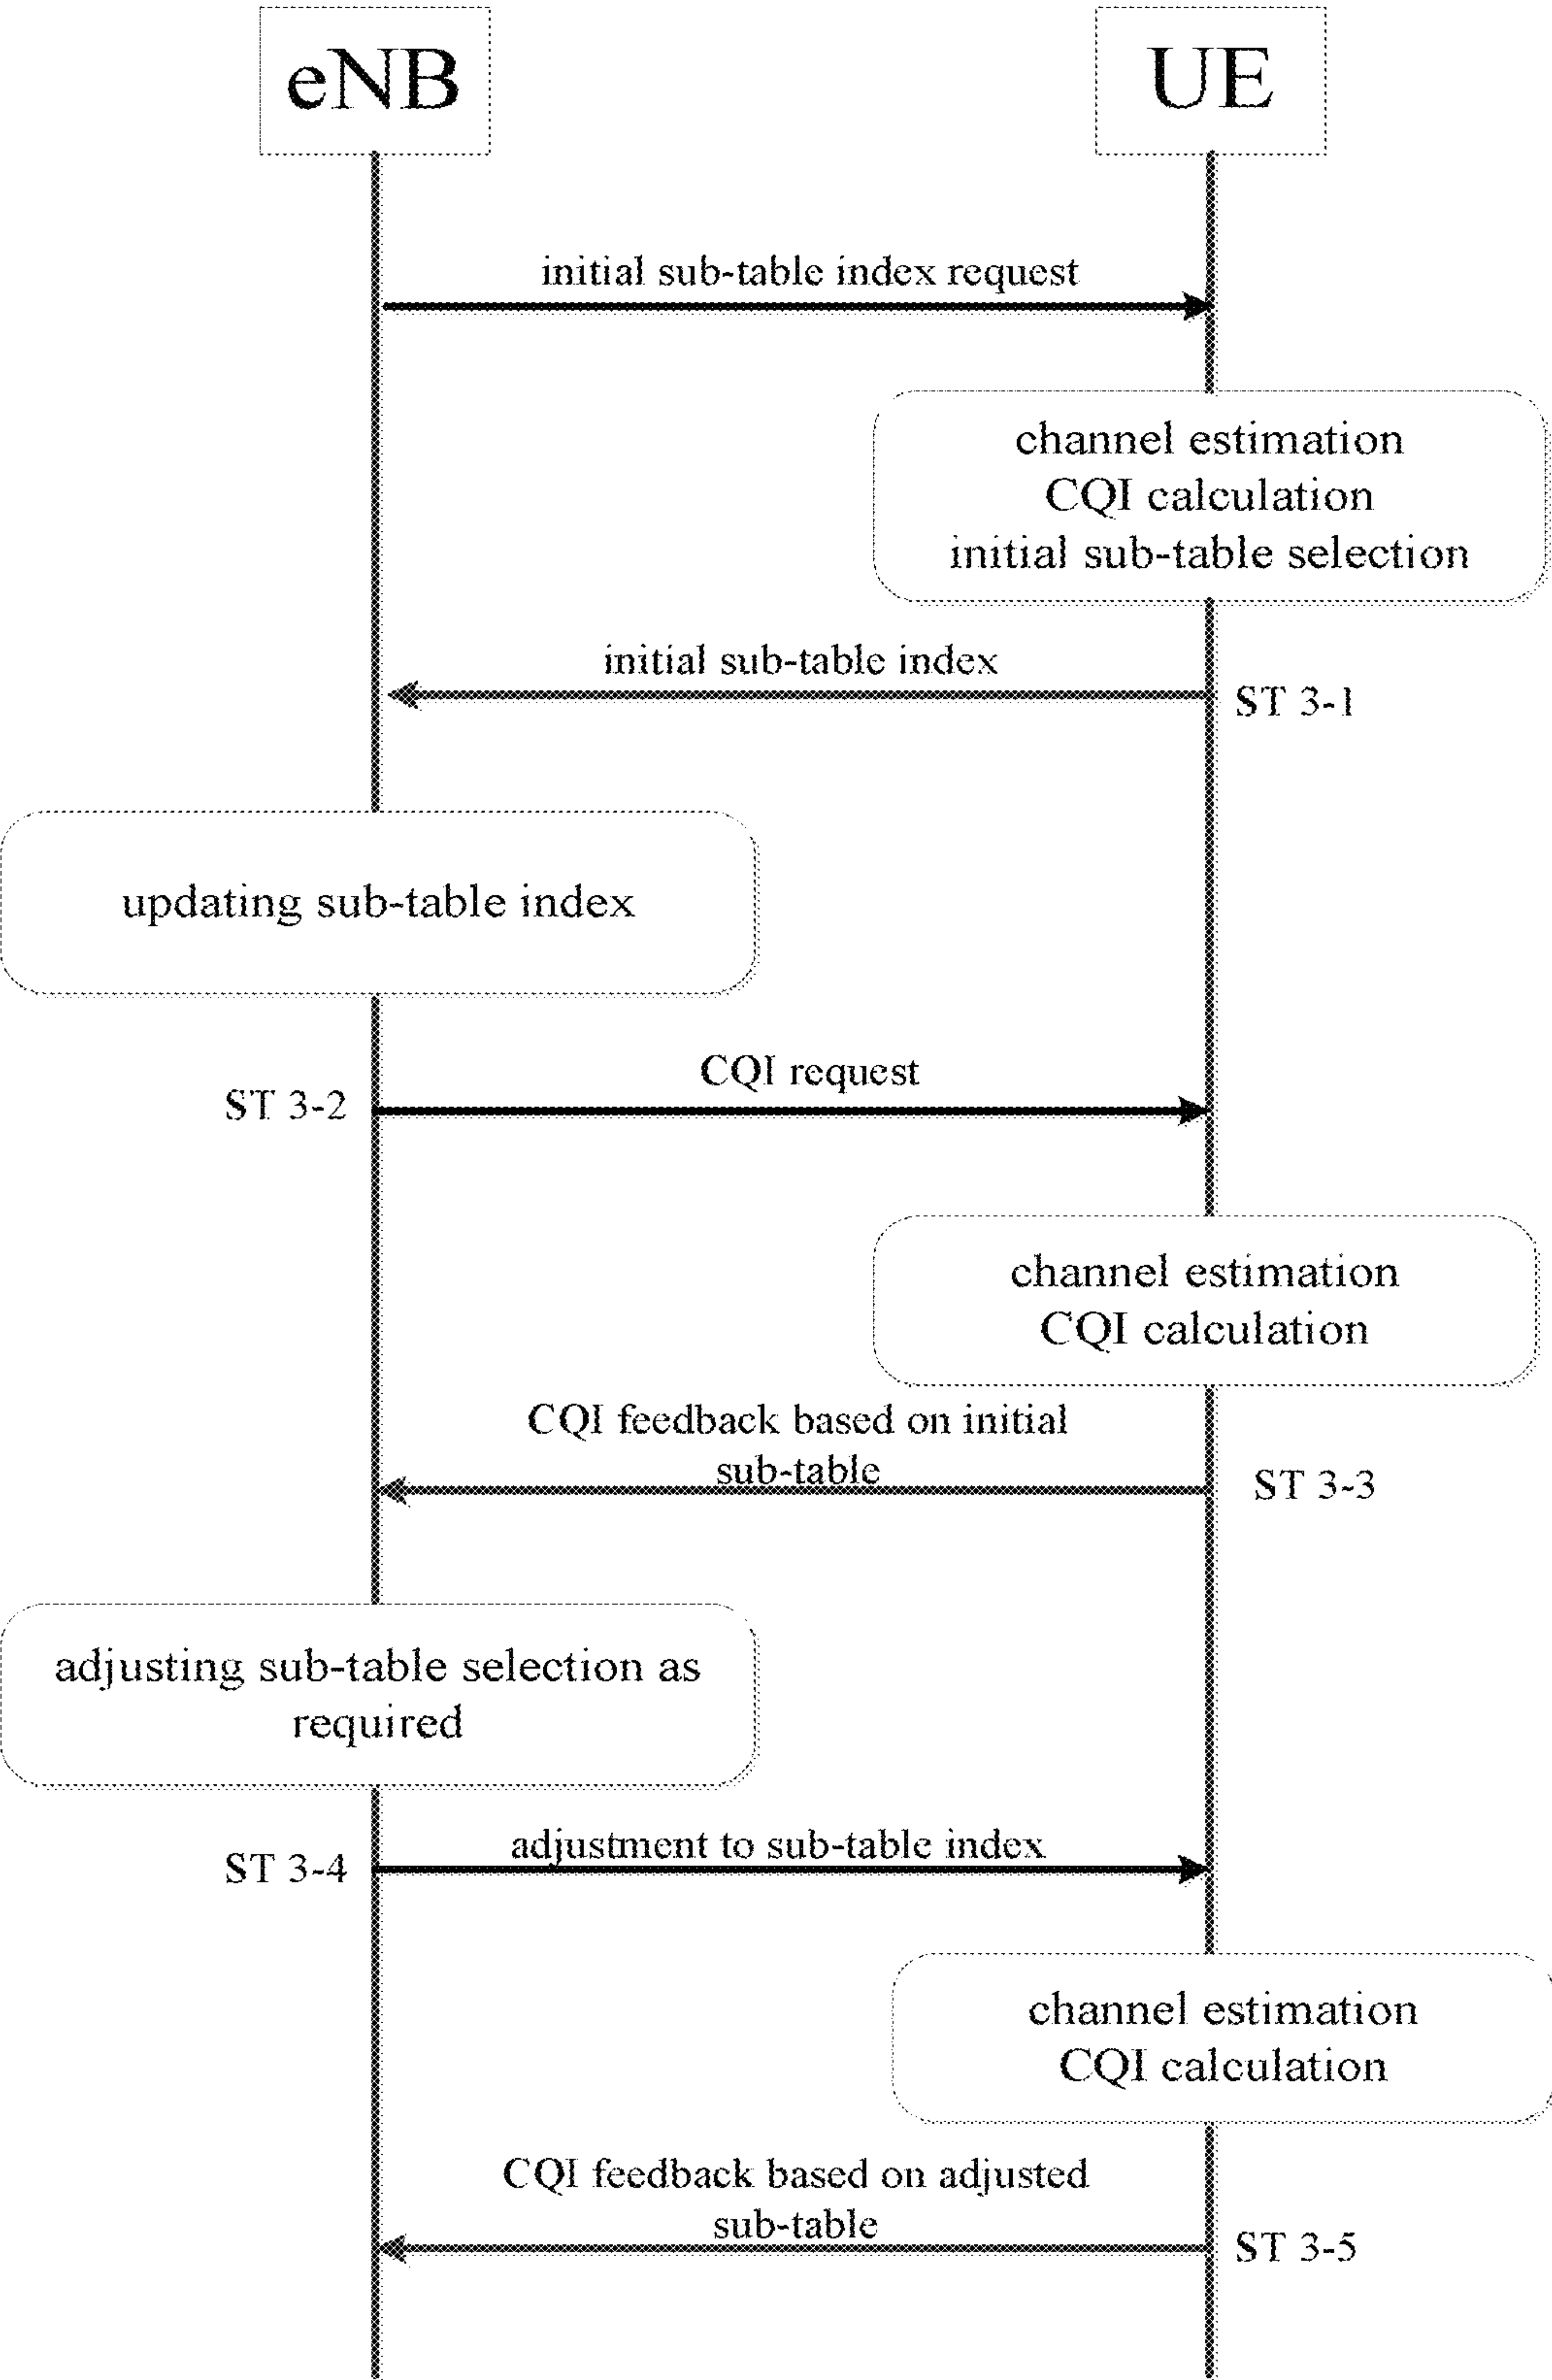 eNB
UE
initial sub-table index request
channel estimation
CQI calculation
initial sub-table selection
initial sub-table index
ST 3-1
updating sub-table index
CQI request
ST 3-2
channel estimation
CQI calculation
CQI feedback based on initial
sub-table
ST 3-3
adjusting sub-table selection as
required
adjustment to sub-table index
ST 3-4
channel estimation
CQI calculation
CQI feedback based on adjusted
sub-table
ST 3-5